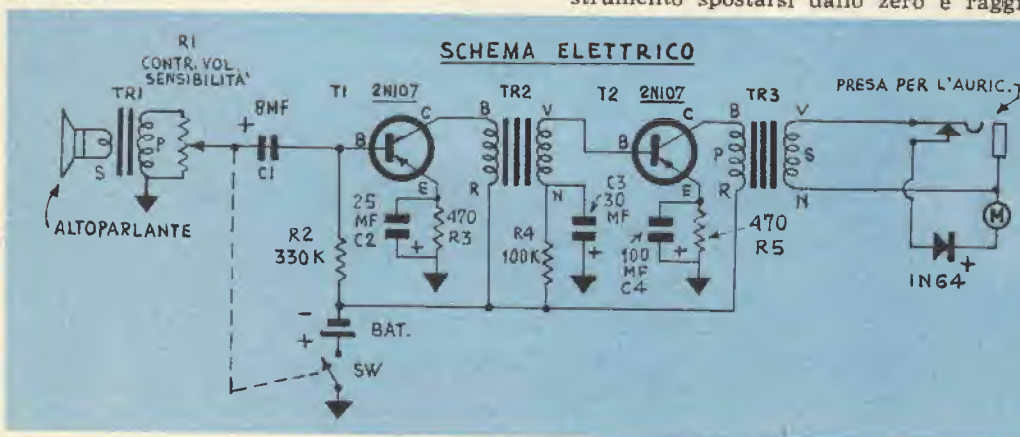 strumento spostarsi dallo zero e raggi
SCHEMA ELETTRICO
R1
CONTR. VOL.
SENSIBILITÀ
TR1
P
S
ALTOPARLANTE
+ 8MF
C1
T1 2N107
B
C
E
25
MF
C2
+
470
R3
R2
330K
- 
+
BAT.
SW
B
TR2
V
R
N
R4
100K
C3
30
MF
+
T2 2N107
B
C
E
100
MF
C4
+
470
R5
B
TR3
V
P
S
R
N
PRESA PER L'AURIC.
M
1N64
+